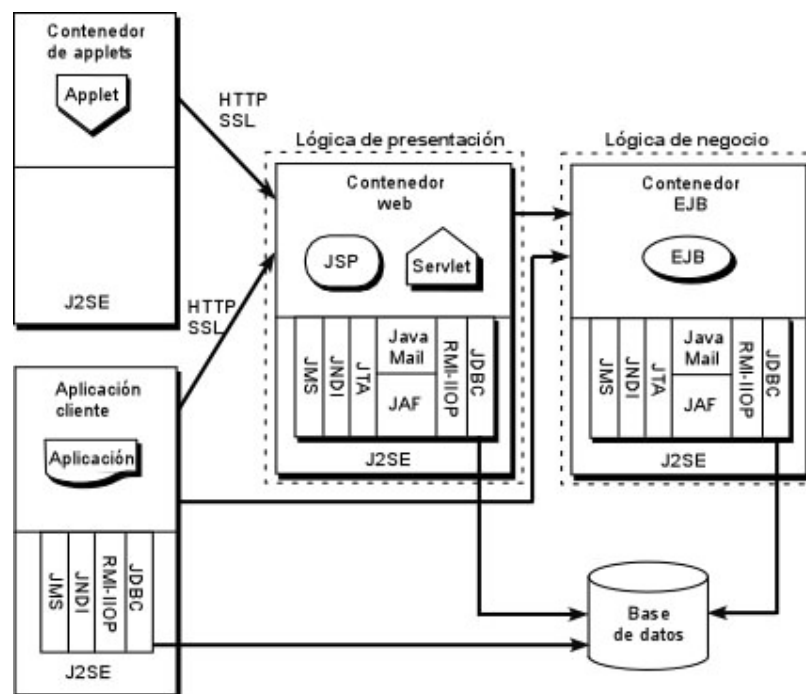 Contenedor
de applets
Applet
J2SE
HTTP
SSL
Aplicación
cliente
Aplicación
JMS
JNDI
RMI-IIOP
JDBC
J2SE
HTTP
SSL
Lógica de presentación
Contenedor
web
JSP
Servlet
JMS
JNDI
JTA
Java
Mail
JAF
RMI-IIOP
JDBC
J2SE
Lógica de negocio
Contenedor
EJB
EJB
JMS
JNDI
JTA
Java
Mail
JAF
RMI-IIOP
JDBC
J2SE
Base
de datos